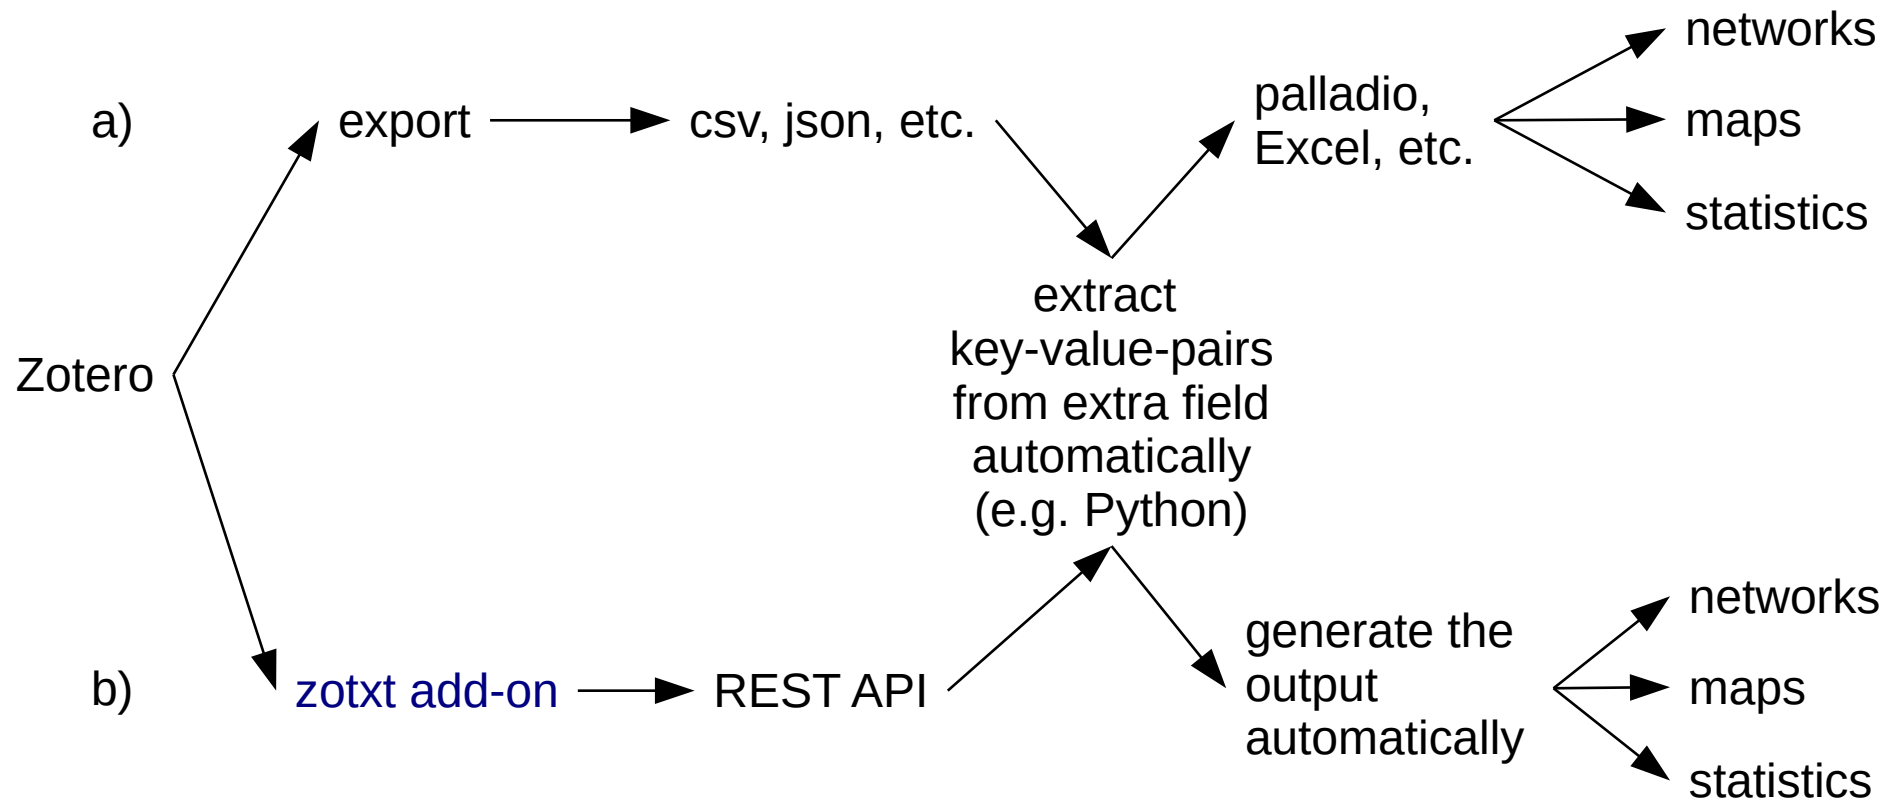 networks
a)
export
csv, json, etc.
palladio,
Excel, etc.
maps
statistics
extract
key-value-pairs
from extra field
automatically
(e.g. Python)
Zotero
b)
zotxt add-on
REST API
generate the
output
automatically
networks
maps
statistics